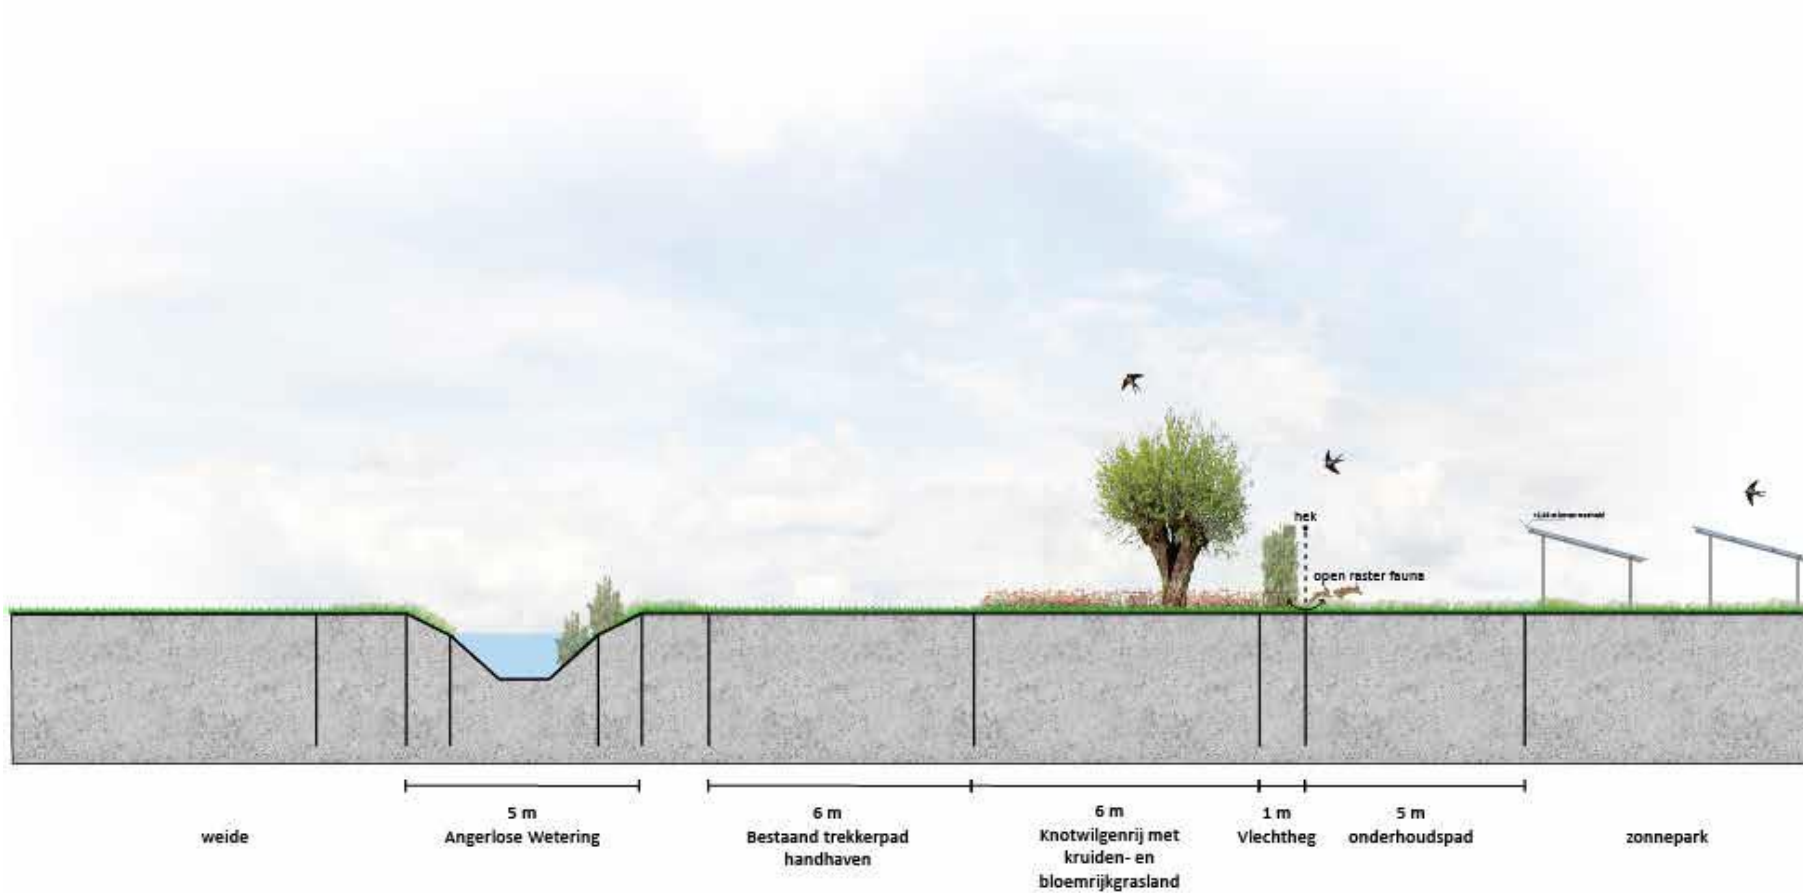 hek
open raster fauna
5 m
6 m
6 m
1 m
5 m
weide
Angerlose Wetering
Bestaand trekkerpad
handhaven
Knotwilgenrij met
kruiden- en
bloemrijkgrasland
Vlechtheg
onderhoudspad
zonnepark